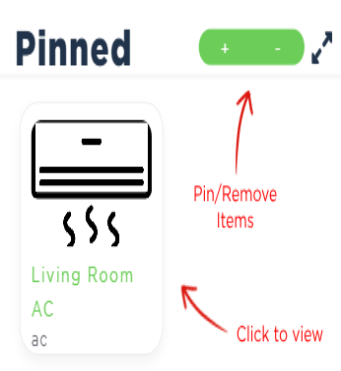 Pinned
+ -
Pin/Remove
Items
Living Room
AC
ac
Click to view